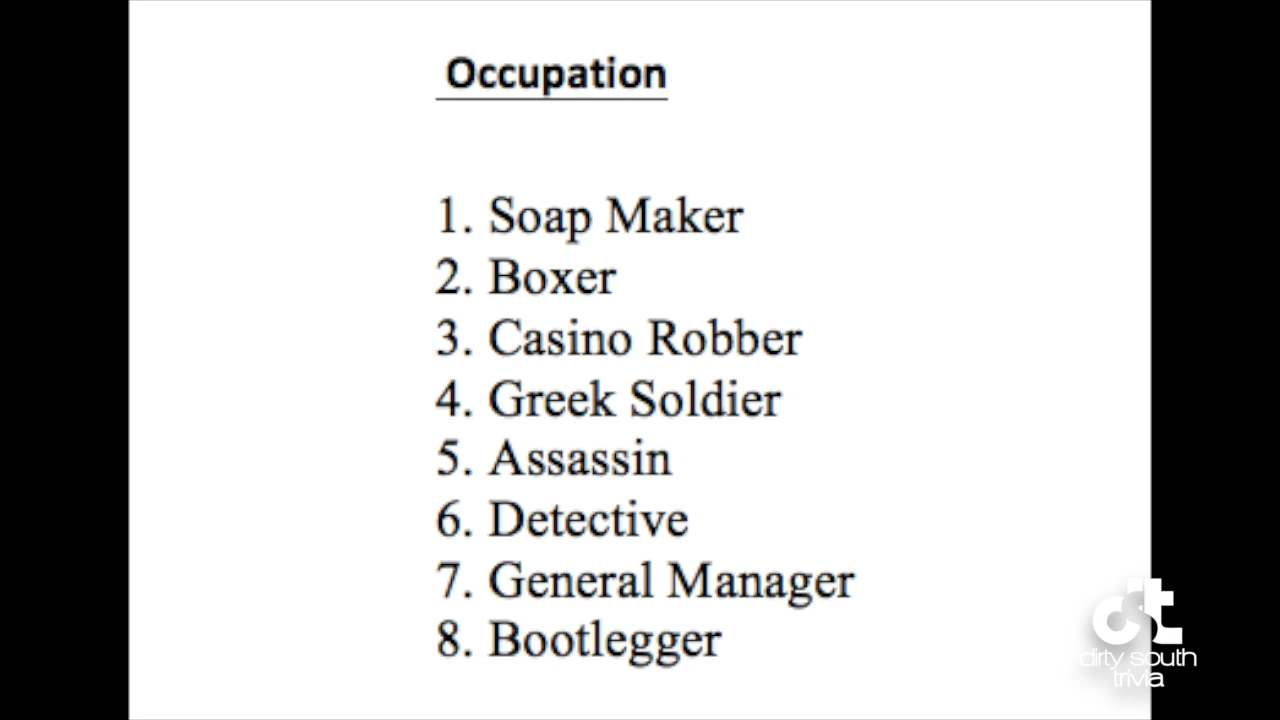 Occupation
1. Soap Maker
2. Boxer
3. Casino Robber
4. Greek Soldier
5. Assassin
6. Detective
7. General Manager
8. Bootlegger
dst
dirty south
trivia